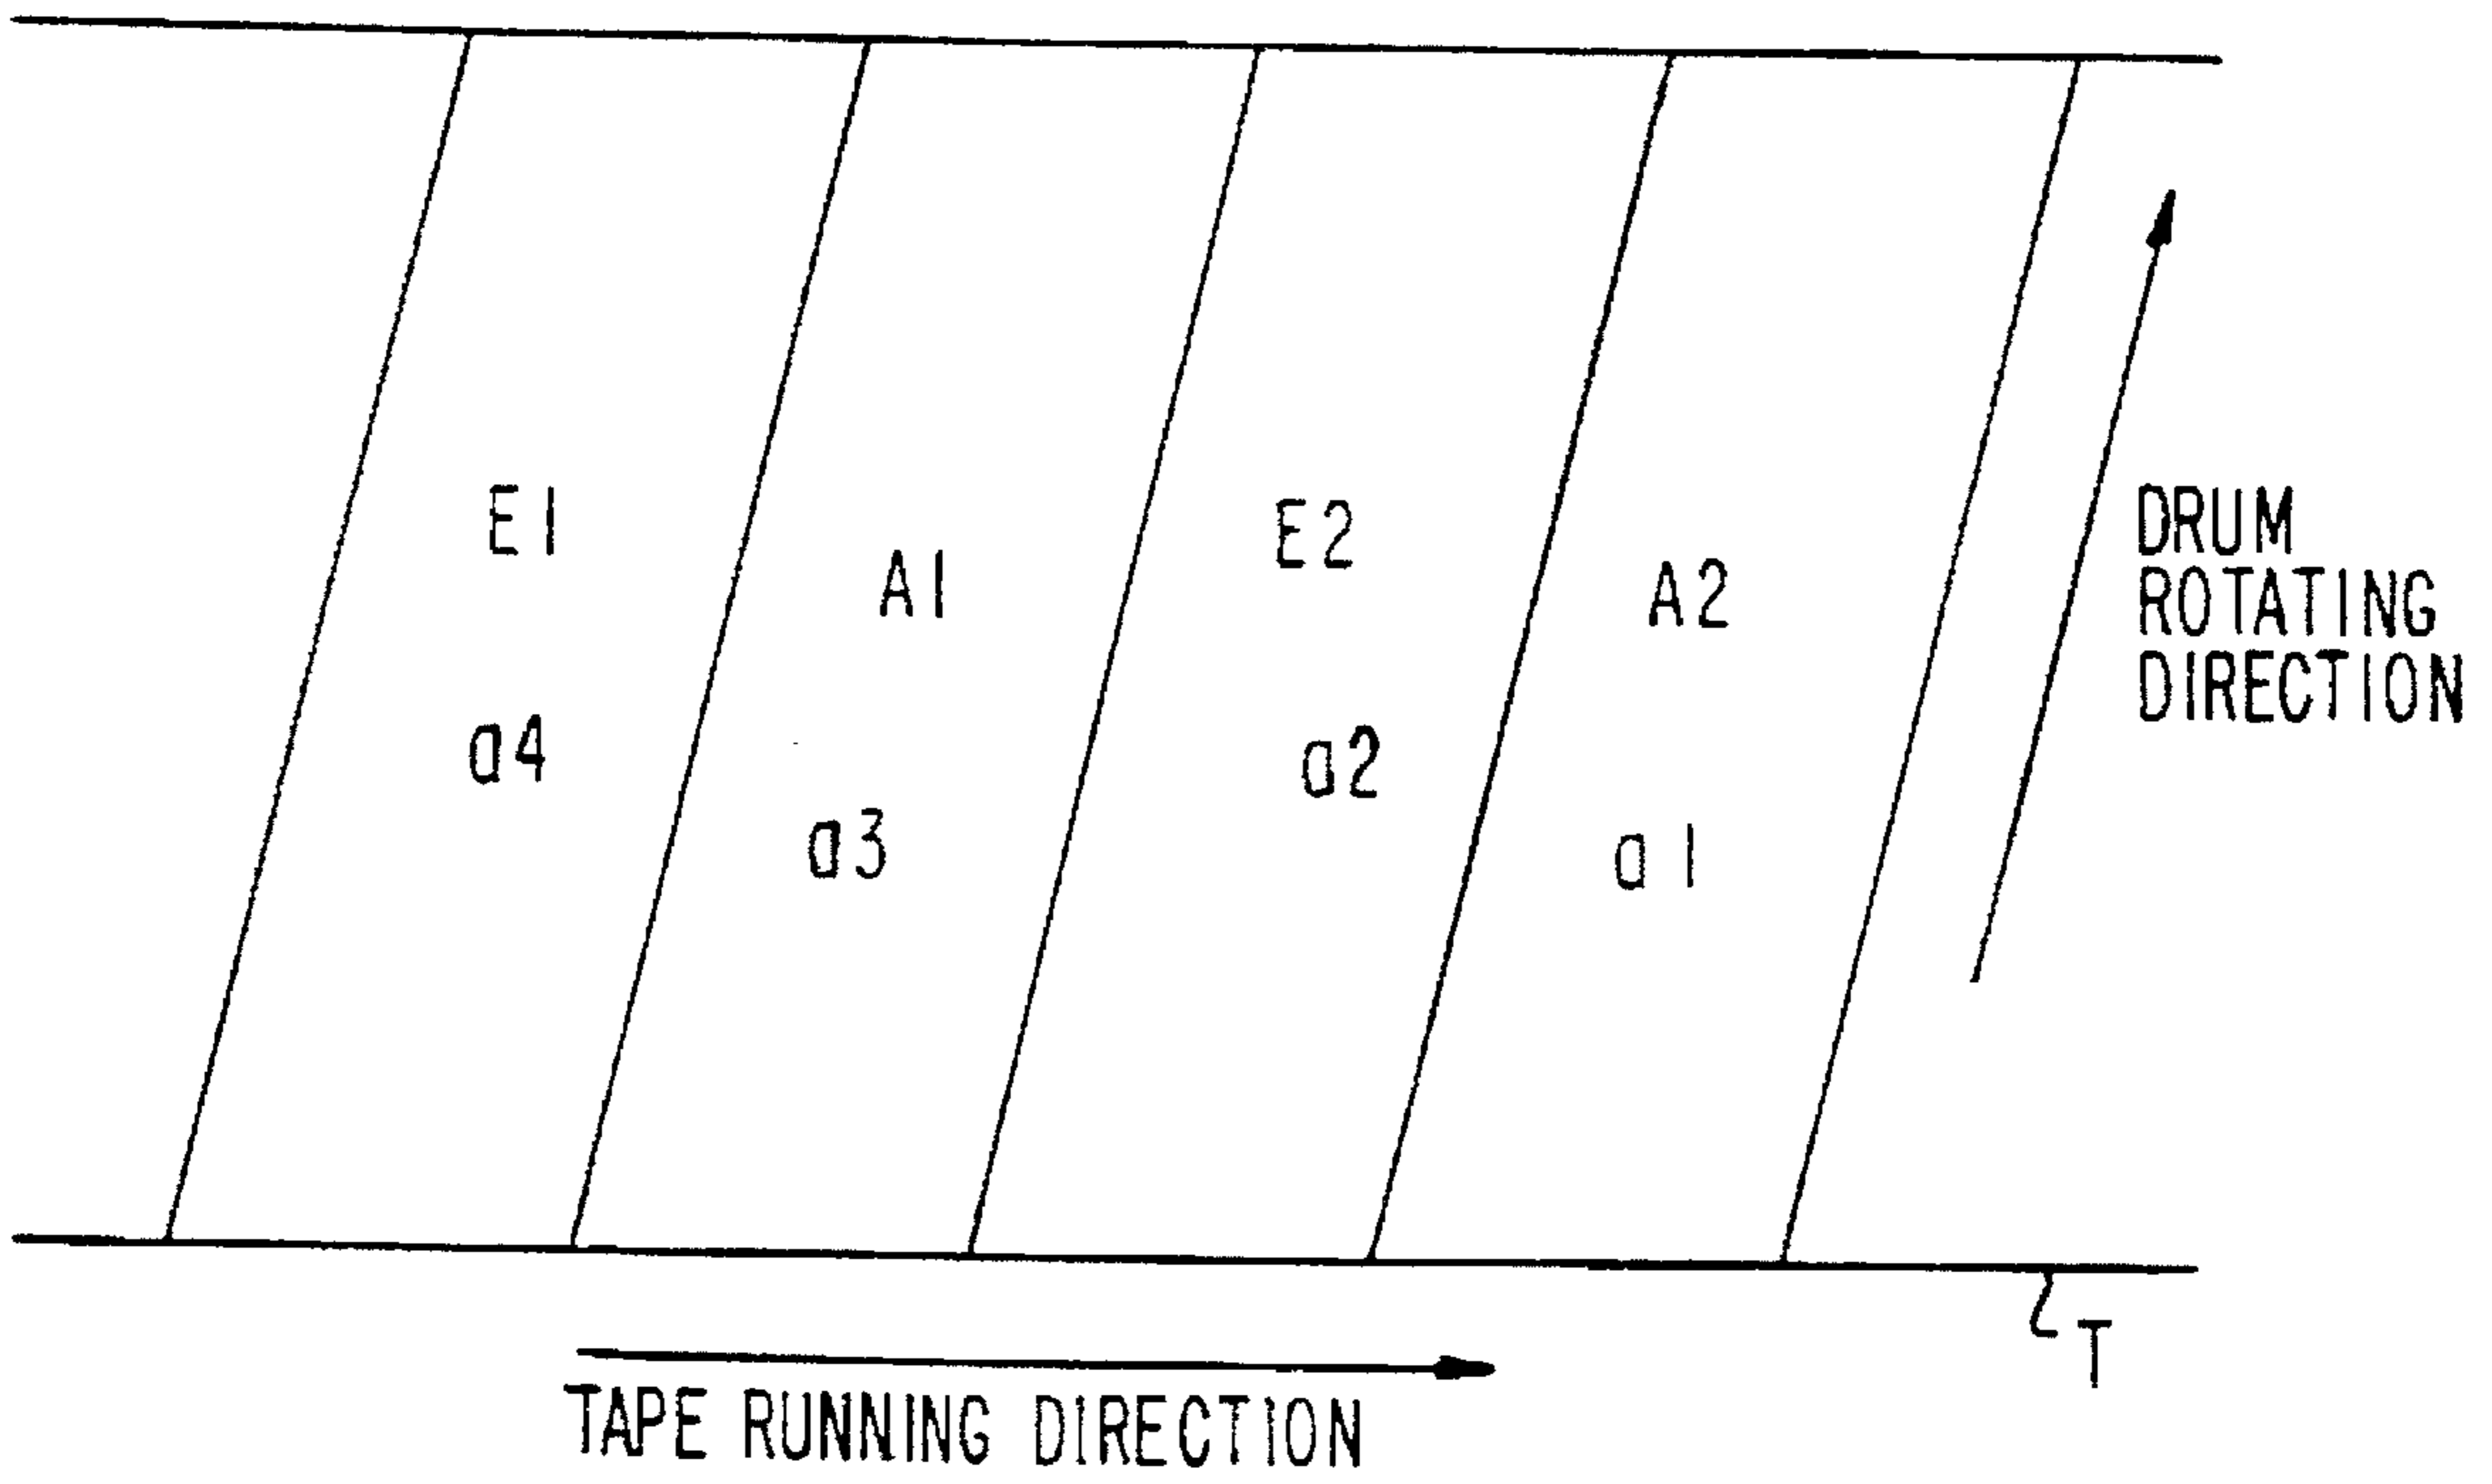 E1
A1
E2
A2
a4
a3
a2
a1
DRUM
ROTATING
DIRECTION
T
TAPE RUNNING DIRECTION